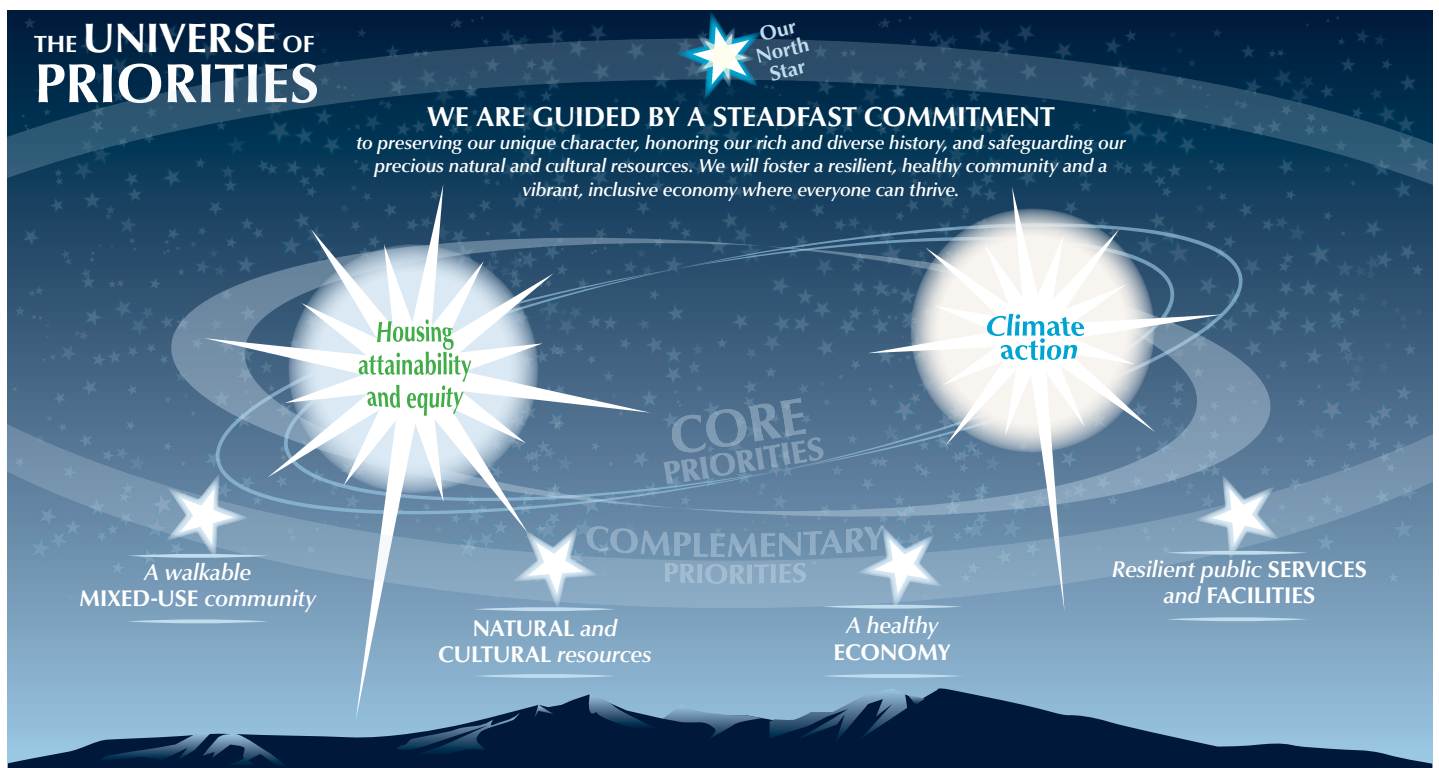 THE UNIVERSE OF
PRIORITIES
Our
North
Star
WE ARE GUIDED BY A STEADFAST COMMITMENT
to preserving our unique character, honoring our rich and diverse history, and safeguarding our
precious natural and cultural resources. We will foster a resilient, healthy community and a
vibrant, inclusive economy where everyone can thrive.
Housing
attainability
and equity
Climate
action
CORE
PRIORITIES
COMPLEMENTARY
PRIORITIES
A walkable
MIXED-USE community
NATURAL and
CULTURAL resources
A healthy
ECONOMY
Resilient public SERVICES
and FACILITIES